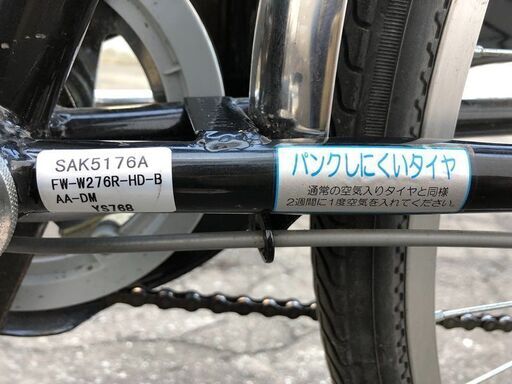 SAK5176A
FW-W276R-HD-B
AA-DM
YS768
パンクしにくいタイヤ
通常の空気入りタイヤと同様
2週間に1度空気を入れてください。